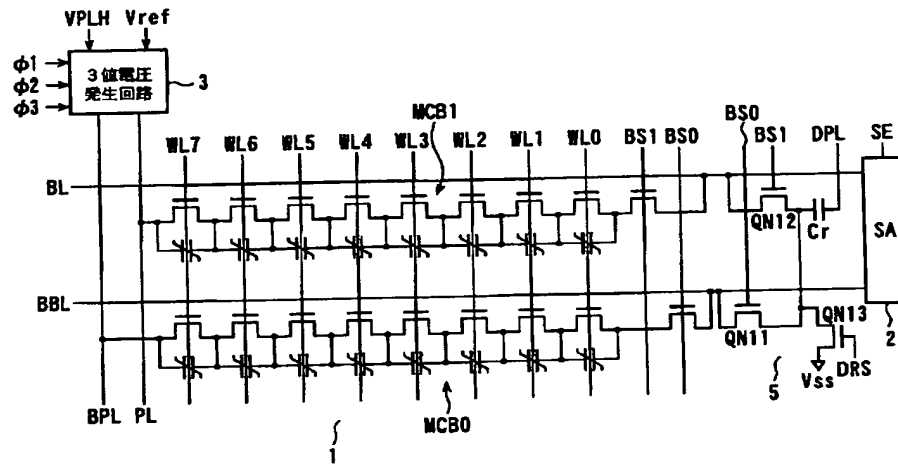 VPLH Vref
φ1
φ2
φ3
3値電圧
発生回路
3
MCB1
WL7 WL6 WL5 WL4 WL3 WL2 WL1 WL0 BS1 BS0
BS0 BS1 DPL SE
BL
QN12 Cr
SA
BBL
QN11
QN13
2
Vss DRS
5
BPL PL
MCB0
1